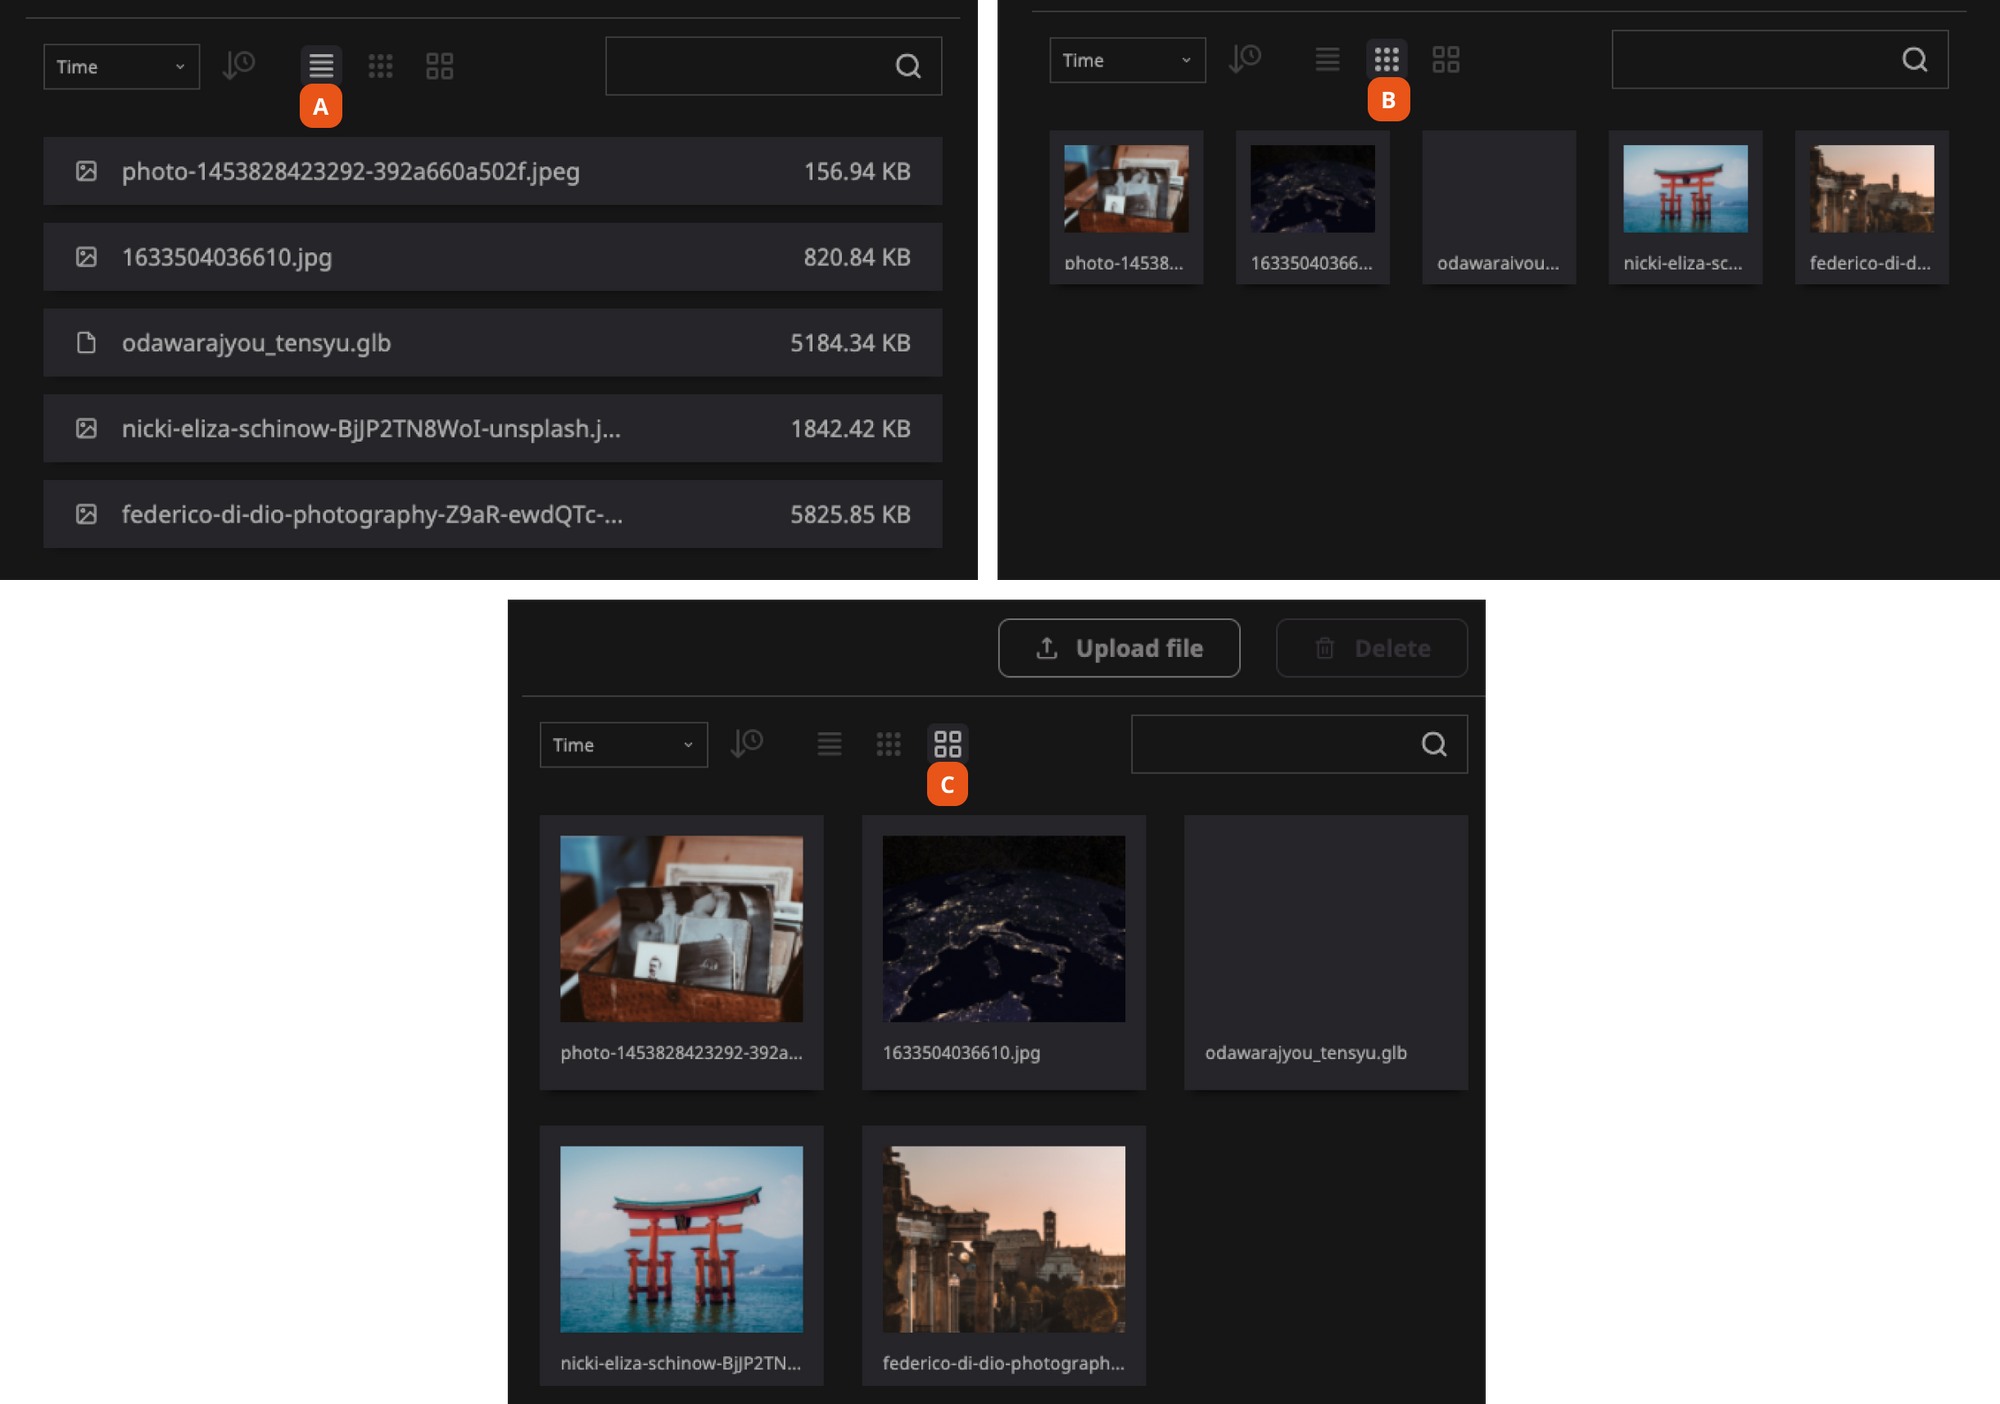 Time
A
photo-1453828423292-392a660a502f.jpeg 156.94 KB
1633504036610.jpg 820.84 KB
odawarajyou_tensyu.glb 5184.34 KB
nicki-eliza-schinow-BjJP2TN8WoI-unsplash.j... 1842.42 KB
federico-di-dio-photography-Z9aR-ewdQTc-... 5825.85 KB
Time
B
photo-14538... 16335040366... odawarajyou... nicki-eliza-sc... federico-di-d...
Upload file Delete
Time
C
photo-1453828423292-392a... 1633504036610.jpg odawarajyou_tensyu.glb
nicki-eliza-schinow-BjJP2TN... federico-di-dio-photograph...